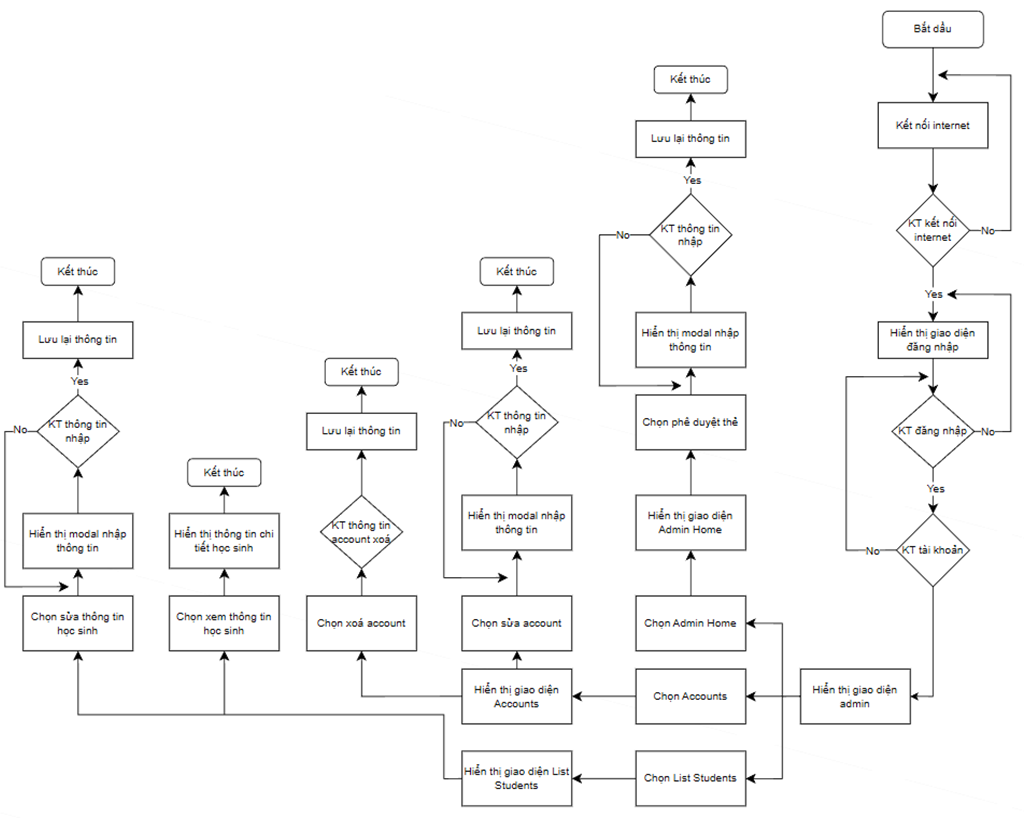 Bắt dầu
Kết nối internet
KT kết nối
internet
No
Yes
Hiển thị giao diện
đăng nhập
KT đăng nhập
No
Yes
KT tài khoản
No
Hiển thị giao diện
admin
Chọn Admin Home
Chọn Accounts
Chọn List Students
Hiển thị giao diện
Admin Home
Chọn phê duyệt thẻ
Hiển thị modal nhập
thông tin
KT thông tin
nhập
No
Yes
Lưu lại thông tin
Kết thúc
Hiển thị giao diện
Accounts
Chọn sửa account
Hiển thị modal nhập
thông tin
KT thông tin
nhập
No
Yes
Lưu lại thông tin
Kết thúc
Chọn xoá account
KT thông tin
account xoá
Lưu lại thông tin
Kết thúc
Hiển thị giao diện List
Students
Chọn xem thông tin
học sinh
Hiển thị thông tin chi
tiết học sinh
Kết thúc
Chọn sửa thông tin
học sinh
Hiển thị modal nhập
thông tin
KT thông tin
nhập
No
Yes
Lưu lại thông tin
Kết thúc